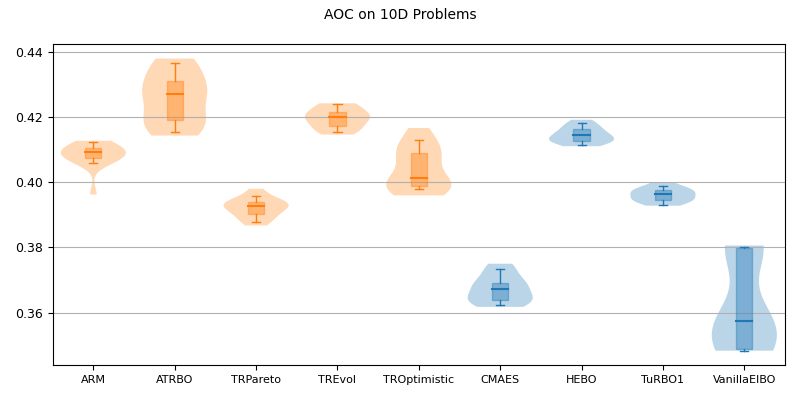 AOC on 10D Problems
0.44
0.42
0.40
0.38
0.36
ARM ATRBO TRPareto TREvol TROptimistic CMAES HEBO TuRBO1 VanillaEIBO